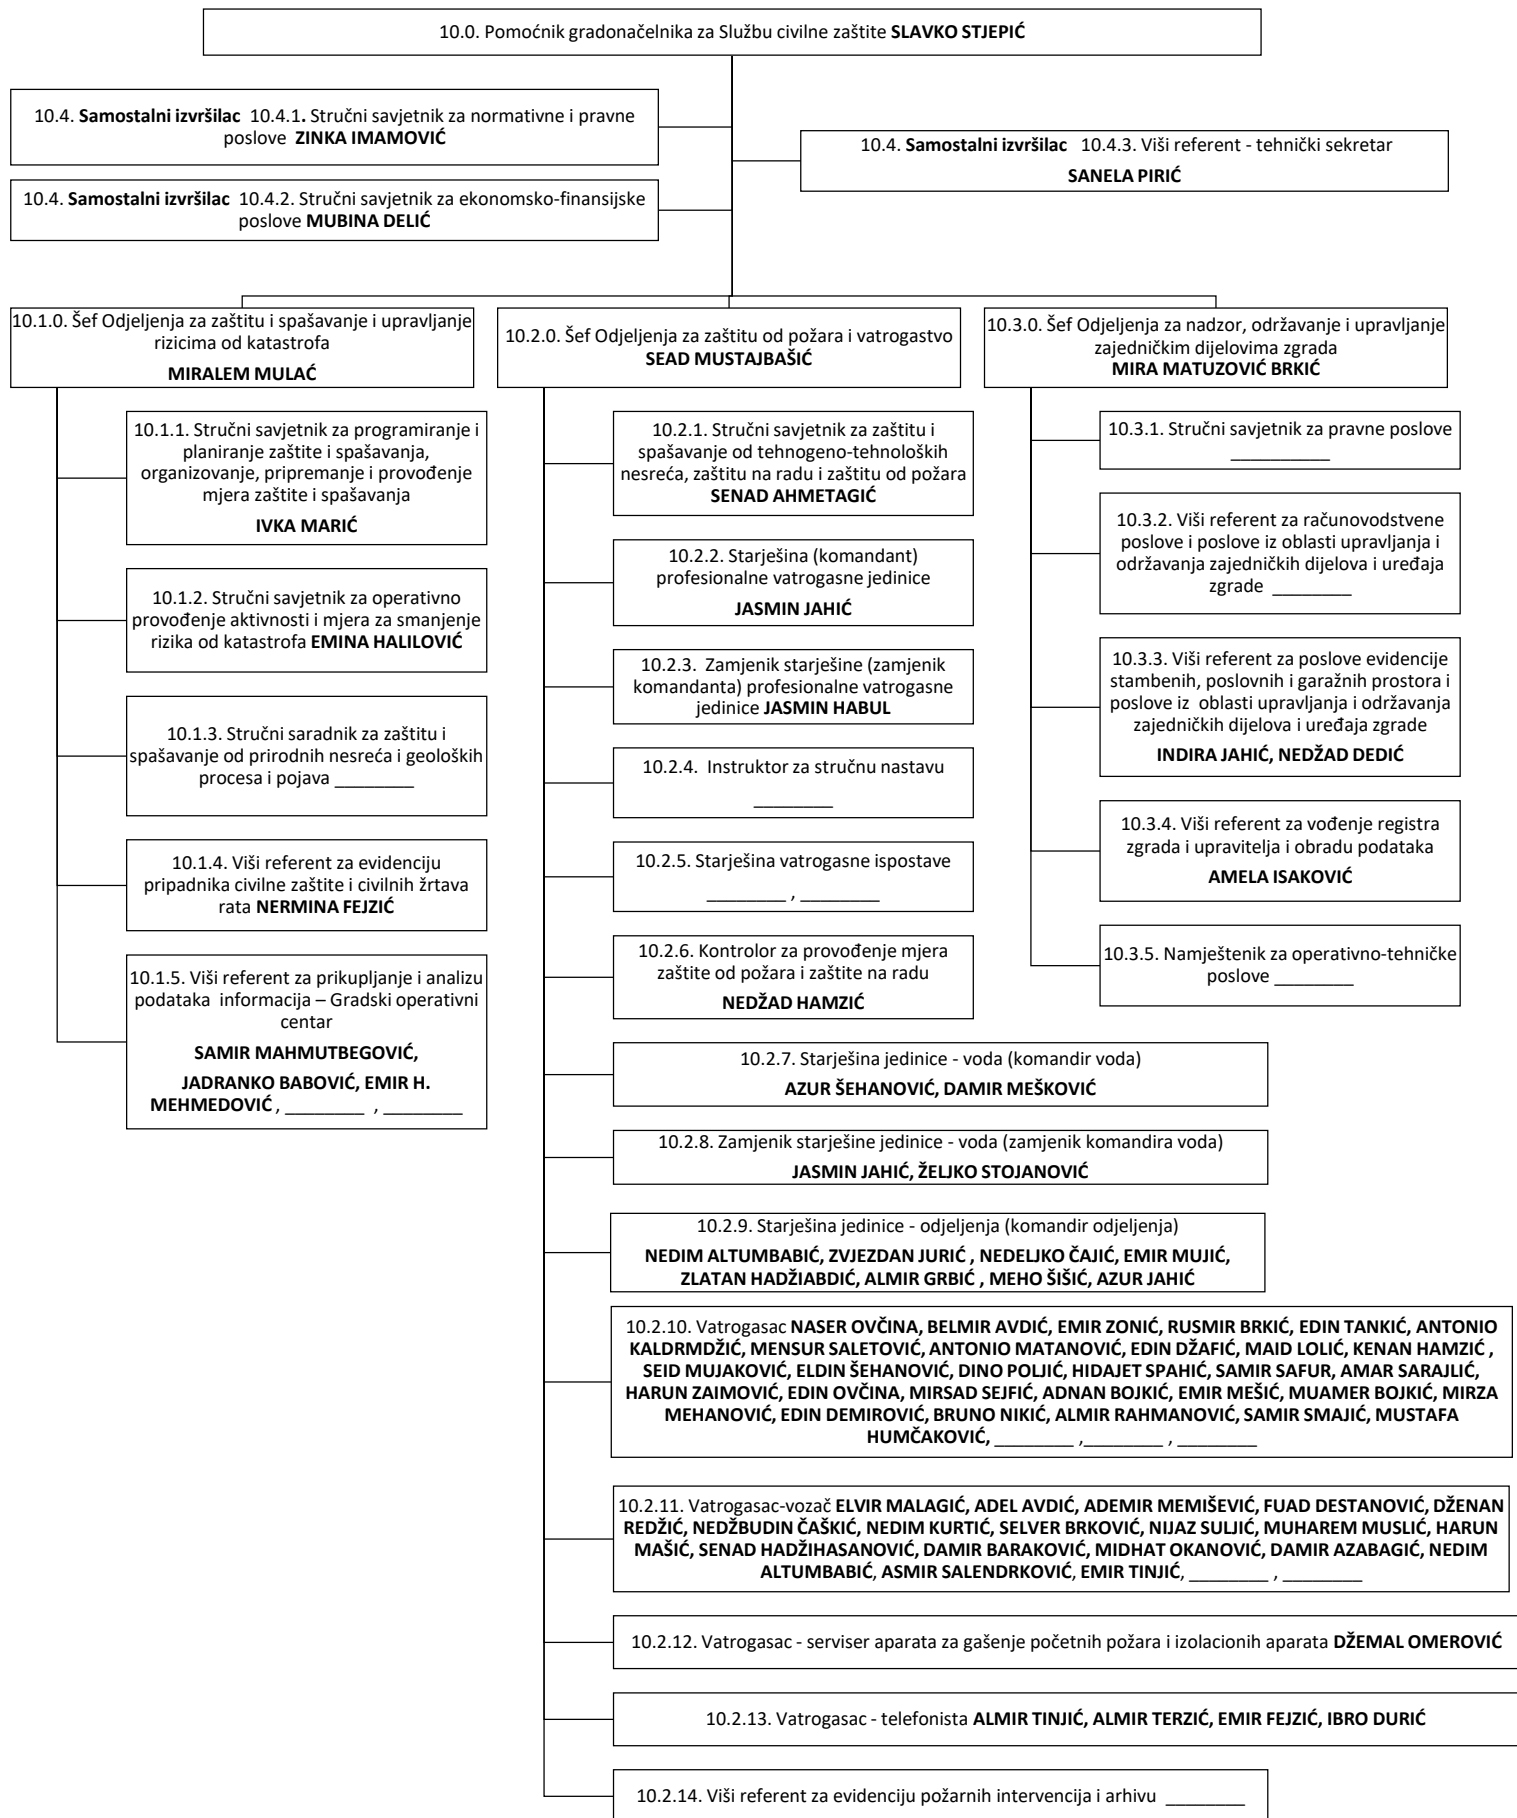 10.0. Pomoćnik gradonačelnika za Službu civilne zaštite SLAVKO STJEPIĆ
10.4. Samostalni izvršilac 10.4.1. Stručni savjetnik za normativne i pravne
poslove ZINKA IMAMOVIĆ
10.4. Samostalni izvršilac 10.4.3. Viši referent - tehnički sekretar
SANELA PIRIĆ
10.4. Samostalni izvršilac 10.4.2. Stručni savjetnik za ekonomsko-finansijske
poslove MUBINA DELIĆ
10.1.0. Šef Odjeljenja za zaštitu i spašavanje i upravljanje
rizicima od katastrofa
MIRALEM MULAĆ
10.1.1. Stručni savjetnik za programiranje i
planiranje zaštite i spašavanja,
organizovanje, pripremanje i provođenje
mjera zaštite i spašavanja
IVKA MARIĆ
10.1.2. Stručni savjetnik za operativno
provođenje aktivnosti i mjera za smanjenje
rizika od katastrofa EMINA HALILOVIĆ
10.1.3. Stručni saradnik za zaštitu i
spašavanje od prirodnih nesreća i geoloških
procesa i pojava ________
10.1.4. Viši referent za evidenciju
pripadnika civilne zaštite i civilnih žrtava
rata NERMINA FEJZIĆ
10.1.5. Viši referent za prikupljanje i analizu
podataka informacija – Gradski operativni
centar
SAMIR MAHMUTBEGOVIĆ,
JADRANKO BABOVIĆ, EMIR H.
MEHMEDOVIĆ , ________ , ________
10.2.0. Šef Odjeljenja za zaštitu od požara i vatrogastvo
SEAD MUSTAJBAŠIĆ
10.2.1. Stručni savjetnik za zaštitu i
spašavanje od tehnogeno-tehnoloških
nesreća, zaštitu na radu i zaštitu od požara
SENAD AHMETAGIĆ
10.2.2. Starješina (komandant)
profesionalne vatrogasne jedinice
JASMIN JAHIĆ
10.2.3. Zamjenik starješine (zamjenik
komandanta) profesionalne vatrogasne
jedinice JASMIN HABUL
10.2.4. Instruktor za stručnu nastavu
________
10.2.5. Starješina vatrogasne ispostave
________ , ________
10.2.6. Kontrolor za provođenje mjera
zaštite od požara i zaštite na radu
NEDŽAD HAMZIĆ
10.2.7. Starješina jedinice - voda (komandir voda)
AZUR ŠEHANOVIĆ, DAMIR MEŠKOVIĆ
10.2.8. Zamjenik starješine jedinice - voda (zamjenik komandira voda)
JASMIN JAHIĆ, ŽELJKO STOJANOVIĆ
10.2.9. Starješina jedinice - odjeljenja (komandir odjeljenja)
NEDIM ALTUMBABIĆ, ZVJEZDAN JURIĆ , NEDELJKO ČAJIĆ, EMIR MUJIĆ,
ZLATAN HADŽIABDIĆ, ALMIR GRBIĆ , MEHO ŠIŠIĆ, AZUR JAHIĆ
10.2.10. Vatrogasac NASER OVČINA, BELMIR AVDIĆ, EMIR ZONIĆ, RUSMIR BRKIĆ, EDIN TANKIĆ, ANTONIO
KALDRMDŽIĆ, MENSUR SALETOVIĆ, ANTONIO MATANOVIĆ, EDIN DŽAFIĆ, MAID LOLIĆ, KENAN HAMZIĆ ,
SEID MUJAKOVIĆ, ELDIN ŠEHANOVIĆ, DINO POLJIĆ, HIDAJET SPAHIĆ, SAMIR SAFUR, AMAR SARAJLIĆ,
HARUN ZAIMOVIĆ, EDIN OVČINA, MIRSAD SEJFIĆ, ADNAN BOJKIĆ, EMIR MEŠIĆ, MUAMER BOJKIĆ, MIRZA
MEHANOVIĆ, EDIN DEMIROVIĆ, BRUNO NIKIĆ, ALMIR RAHMANOVIĆ, SAMIR SMAJIĆ, MUSTAFA
HUMČAKOVIĆ, ________ ,_______ , ________
10.2.11. Vatrogasac-vozač ELVIR MALAGIĆ, ADEL AVDIĆ, ADEMIR MEMIŠEVIĆ, FUAD DESTANOVIĆ, DŽENAN
REDŽIĆ, NEDŽBUDIN ČAŠKIĆ, NEDIM KURTIĆ, SELVER BRKOVIĆ, NIJAZ SULJIĆ, MUHAREM MUSLIĆ, HARUN
MAŠIĆ, SENAD HADŽIHASANOVIĆ, DAMIR BARAKOVIĆ, MIDHAT OKANOVIĆ, DAMIR AZABAGIĆ, NEDIM
ALTUMBABIĆ, ASMIR SALENDRKOVIĆ, EMIR TINJIĆ, ________ , ________
10.2.12. Vatrogasac - serviser aparata za gašenje početnih požara i izolacionih aparata DŽEMAL OMEROVIĆ
10.2.13. Vatrogasac - telefonista ALMIR TINJIĆ, ALMIR TERZIĆ, EMIR FEJZIĆ, IBRO DURIĆ
10.2.14. Viši referent za evidenciju požarnih intervencija i arhivu ________
10.3.0. Šef Odjeljenja za nadzor, održavanje i upravljanje
zajedničkim dijelovima zgrada
MIRA MATUZOVIĆ BRKIĆ
10.3.1. Stručni savjetnik za pravne poslove
__________
10.3.2. Viši referent za računovodstvene
poslove i poslove iz oblasti upravljanja i
održavanja zajedničkih dijelova i uređaja
zgrade ________
10.3.3. Viši referent za poslove evidencije
stambenih, poslovnih i garažnih prostora i
poslove iz oblasti upravljanja i održavanja
zajedničkih dijelova i uređaja zgrade
INDIRA JAHIĆ, NEDŽAD DEDIĆ
10.3.4. Viši referent za vođenje registra
zgrada i upravitelja i obradu podataka
AMELA ISAKOVIĆ
10.3.5. Namještenik za operativno-tehničke
poslove ________